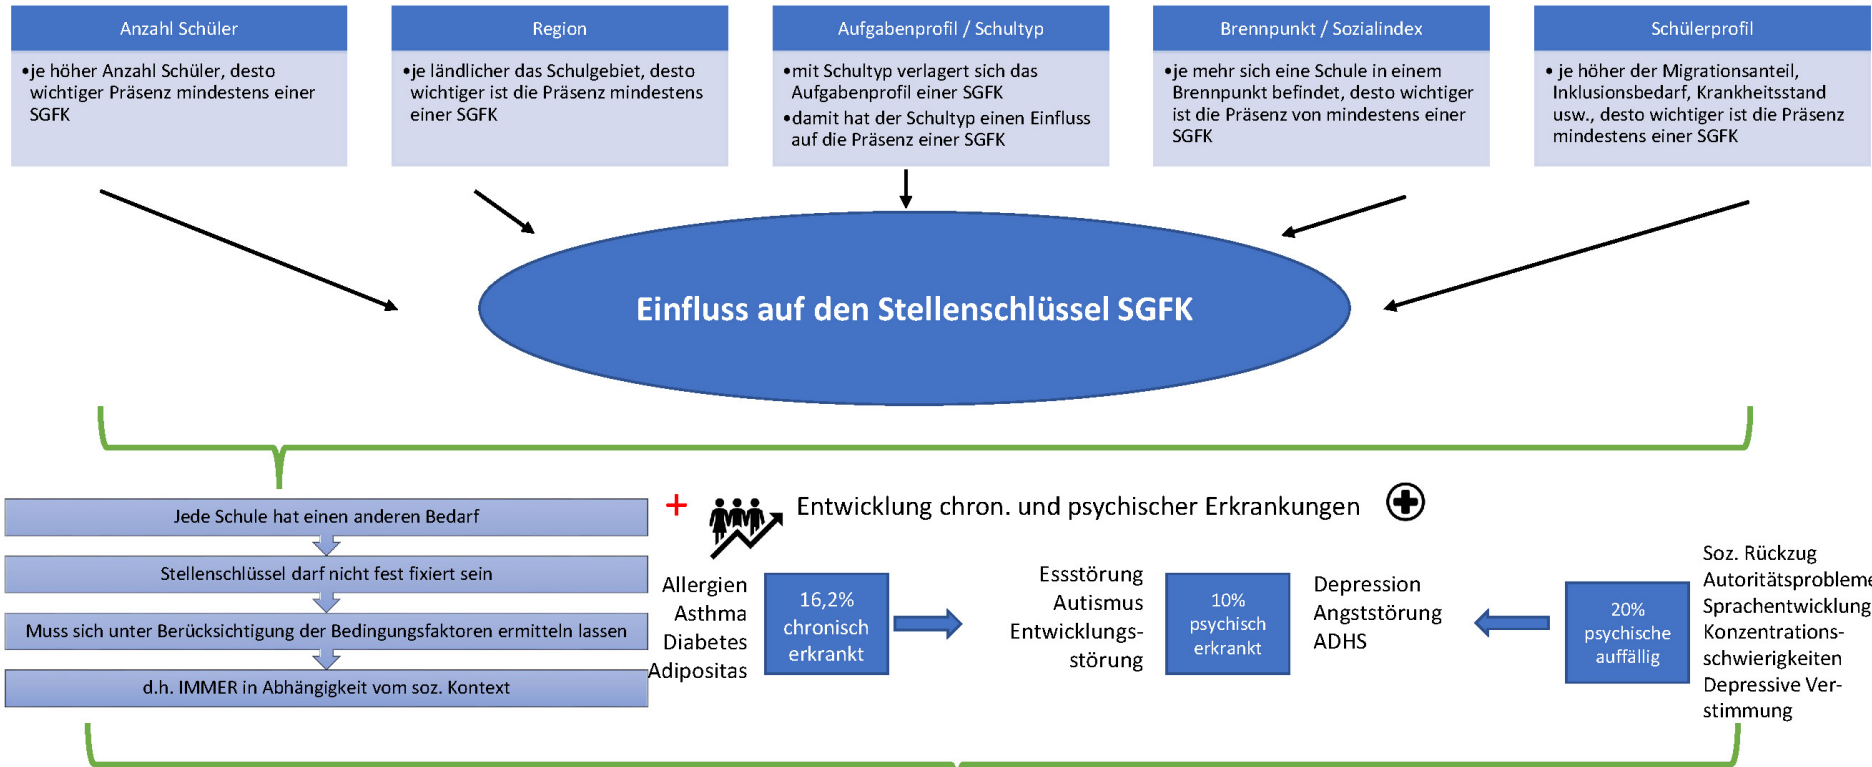 Anzahl Schüler
•je höher Anzahl Schüler, desto
wichtiger Präsenz mindestens einer
SGFK
Region
•je ländlicher das Schulgebiet, desto
wichtiger ist die Präsenz mindestens
einer SGFK
Aufgabenprofil / Schultyp
•mit Schultyp verlagert sich das
Aufgabenprofil einer SGFK
•damit hat der Schultyp einen Einfluss
auf die Präsenz einer SGFK
Brennpunkt / Sozialindex
•je mehr sich eine Schule in einem
Brennpunkt befindet, desto wichtiger
ist die Präsenz von mindestens einer
SGFK
Schülerprofil
• je höher der Migrationsanteil,
Inklusionsbedarf, Krankheitsstand
usw., desto wichtiger ist die Präsenz
mindestens einer SGFK
Einfluss auf den Stellenschlüssel SGFK
Jede Schule hat einen anderen Bedarf
Stellenschlüssel darf nicht fest fixiert sein
Muss sich unter Berücksichtigung der Bedingungsfaktoren ermitteln lassen
d.h. IMMER in Abhängigkeit vom soz. Kontext
+ Entwicklung chron. und psychischer Erkrankungen
Allergien
Asthma
Diabetes
Adipositas
16,2%
chronisch
erkrankt
Essstörung
Autismus
Entwicklungs-
störung
10%
psychisch
erkrankt
Depression
Angststörung
ADHS
20%
psychische
auffällig
Soz. Rückzug
Autoritätsprobleme
Sprachentwicklung
Konzentrations-
schwierigkeiten
Depressive Ver-
stimmung